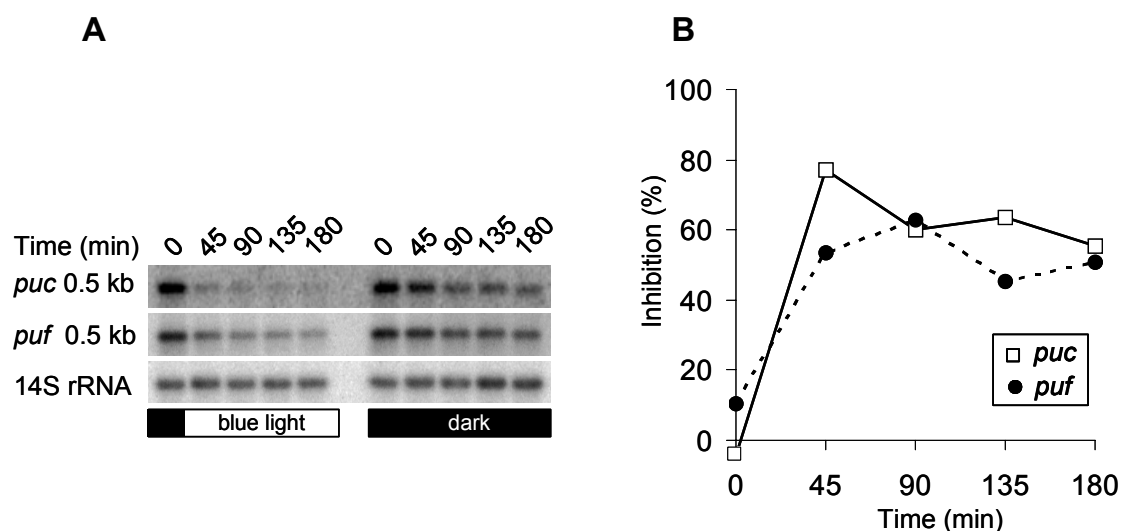 A
Time (min) 0 45 90 135 180 0 45 90 135 180
puc 0.5 kb
puf 0.5 kb
14S rRNA
blue light dark
B
Inhibition (%)
100
80
60
40
20
0
puc
puf
0 45 90 135 180
Time (min)